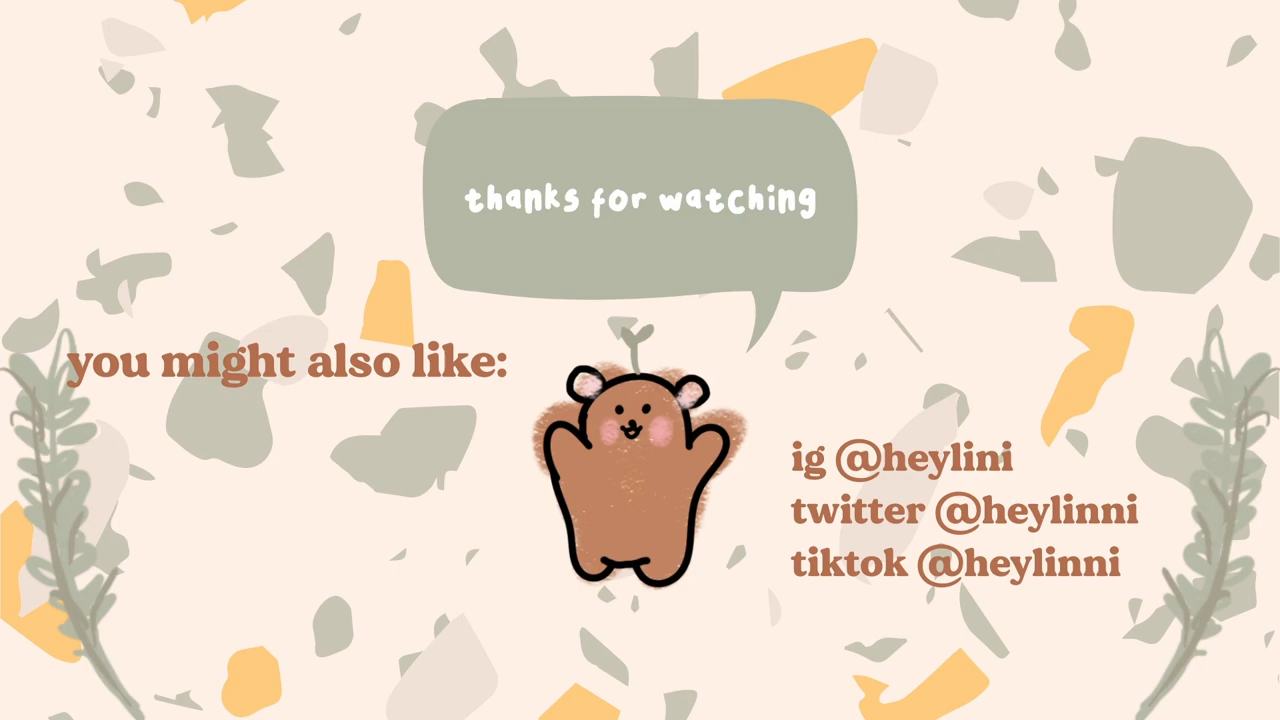 thanks for watching
you might also like:
ig @heylini
twitter @heylinni
tiktok @heylinni